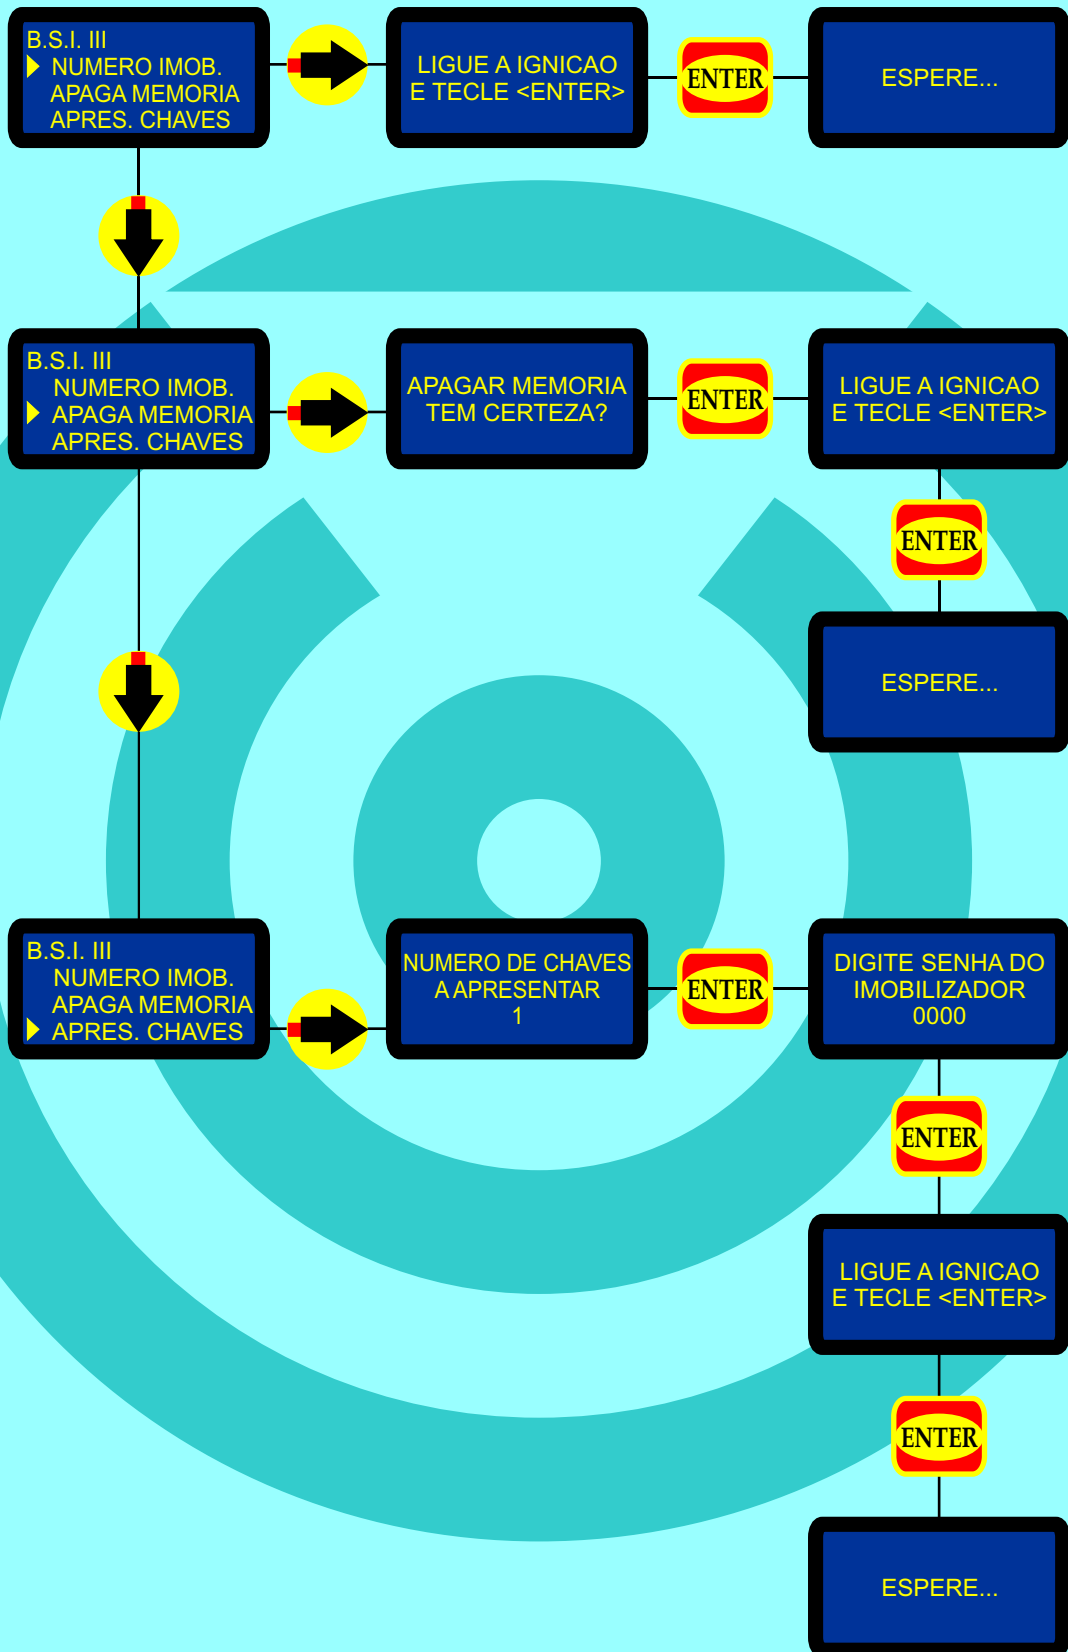 B.S.I. III
NUMERO IMOB.
APAGA MEMORIA
APRES. CHAVES
LIGUE A IGNICAO
E TECLE <ENTER>
ENTER
ESPERE...
B.S.I. III
NUMERO IMOB.
APAGA MEMORIA
APRES. CHAVES
APAGAR MEMORIA
TEM CERTEZA?
ENTER
LIGUE A IGNICAO
E TECLE <ENTER>
ENTER
ESPERE...
B.S.I. III
NUMERO IMOB.
APAGA MEMORIA
APRES. CHAVES
NUMERO DE CHAVES
A APRESENTAR
1
ENTER
DIGITE SENHA DO
IMOBILIZADOR
0000
ENTER
LIGUE A IGNICAO
E TECLE <ENTER>
ENTER
ESPERE...